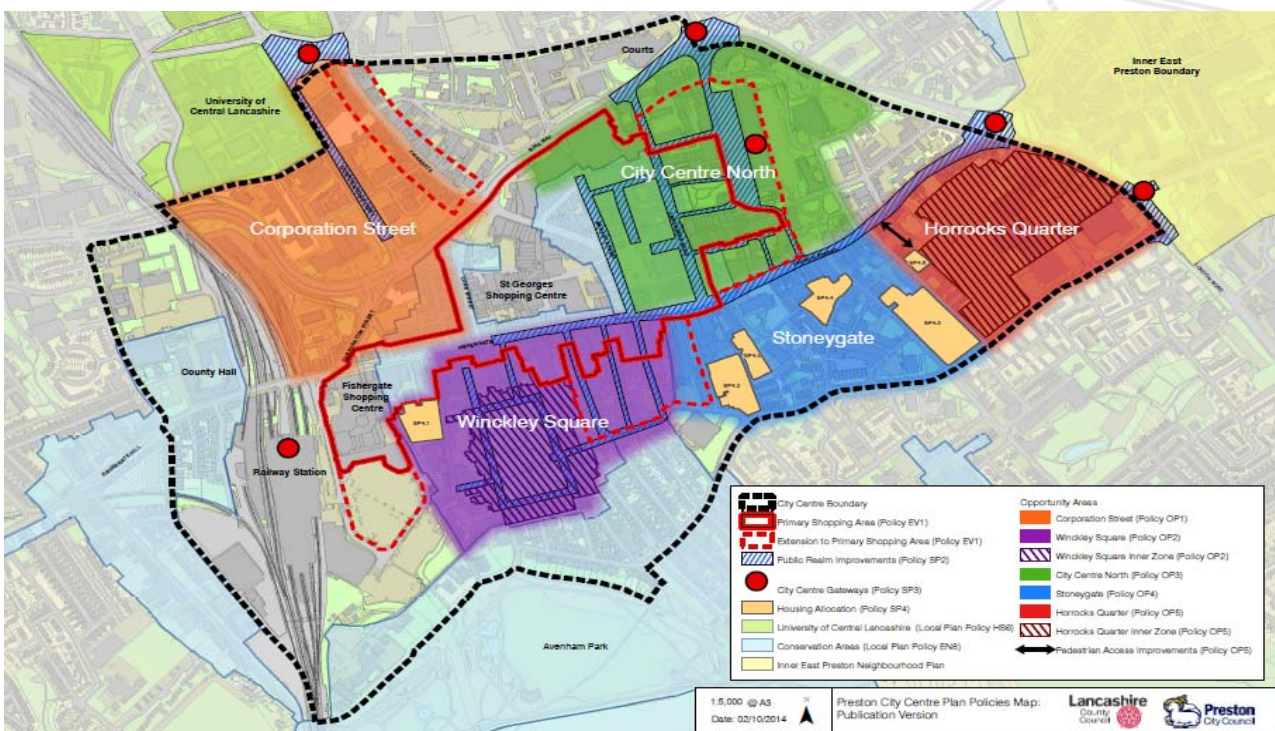 Courts
Inner East
Preston Boundary
University of
Central Lancashire
City Centre North
Corporation Street
Horrocks Quarter
St Georges
Shopping Centre
SP4.4
Stoneygate
County Hall
Fishergate
Shopping
Centre
SP4.2
SP4.1
Winckley Square
Railway Station
Avenham Park
City Centre Boundary
Primary Shopping Area (Policy EV1)
Extension to Primary Shopping Area (Policy EV1)
Public Realm Improvements (Policy SP2)
City Centre Gateways (Policy SP3)
Housing Allocation (Policy SP4)
University of Central Lancashire (Local Plan Policy HS6)
Conservation Areas (Local Plan Policy EN8)
Inner East Preston Neighbourhood Plan
Opportunity Areas
Corporation Street (Policy OP1)
Winckley Square (Policy OP2)
Winckley Square Inner Zone (Policy OP2)
City Centre North (Policy OP3)
Stoneygate (Policy OP4)
Horrocks Quarter (Policy OP5)
Horrocks Quarter Inner Zone (Policy OP5)
Pedestrian Access Improvements (Policy OP5)
1:5,000 @ A3
Date: 02/10/2014
Preston City Centre Plan Policies Map:
Publication Version
Lancashire
County
Council
Preston
City Council